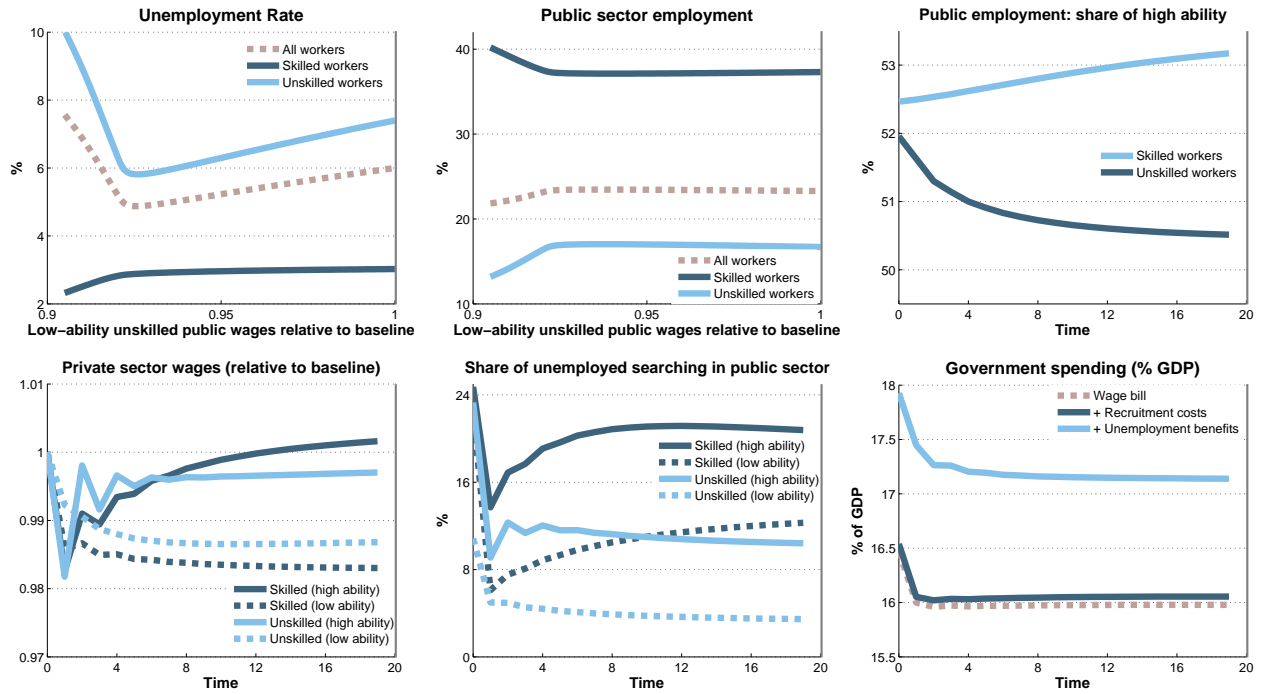 Unemployment Rate
10
8
6
4
2
%
0.9
0.95
1
All workers
Skilled workers
Unskilled workers
Low−ability unskilled public wages relative to baseline
Public sector employment
40
30
20
10
%
0.9
0.95
1
All workers
Skilled workers
Unskilled workers
Low−ability unskilled public wages relative to baseline
Public employment: share of high ability
53
52
51
50
%
0
4
8
12
16
20
Skilled workers
Unskilled workers
Time
Private sector wages (relative to baseline)
1.01
1
0.99
0.98
0.97
0
4
8
12
16
20
Skilled (high ability)
Skilled (low ability)
Unskilled (high ability)
Unskilled (low ability)
Time
Share of unemployed searching in public sector
24
16
8
0
%
0
4
8
12
16
20
Skilled (high ability)
Skilled (low ability)
Unskilled (high ability)
Unskilled (low ability)
Time
Government spending (% GDP)
18
17.5
17
16.5
16
15.5
% of GDP
0
4
8
12
16
20
Wage bill
+ Recruitment costs
+ Unemployment benefits
Time